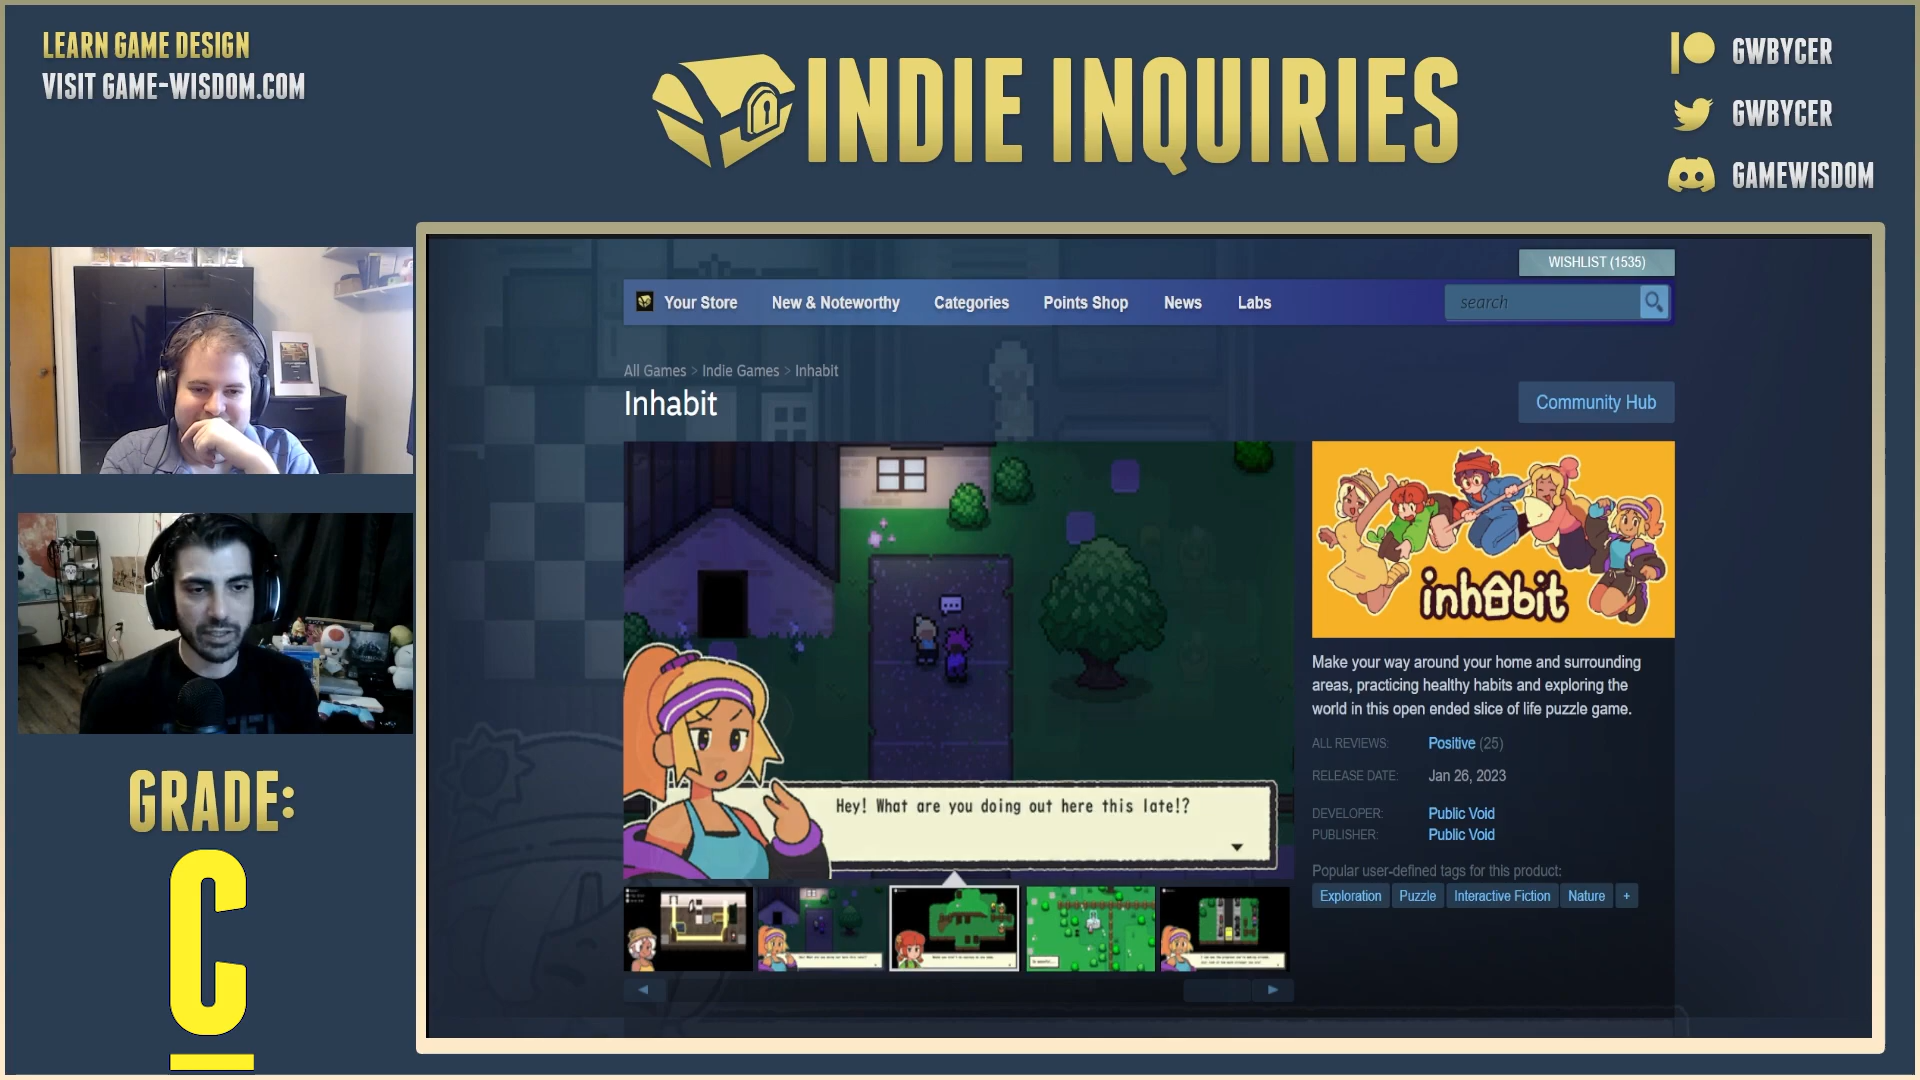 LEARN GAME DESIGN
VISIT GAME-WISDOM.COM
INDIE INQUIRIES
GWBYCER
GWBYCER
GAMEWISDOM
WISHLIST (1535)
Your Store New & Noteworthy Categories Points Shop News Labs search
All Games > Indie Games > Inhabit
Inhabit
Community Hub
inhabit
Hey! What are you doing out here this late!?
Make your way around your home and surrounding
areas, practicing healthy habits and exploring the
world in this open ended slice of life puzzle game.
ALL REVIEWS: Positive (25)
RELEASE DATE: Jan 26, 2023
DEVELOPER: Public Void
PUBLISHER: Public Void
Popular user-defined tags for this product:
Exploration Puzzle Interactive Fiction Nature +
GRADE:
C